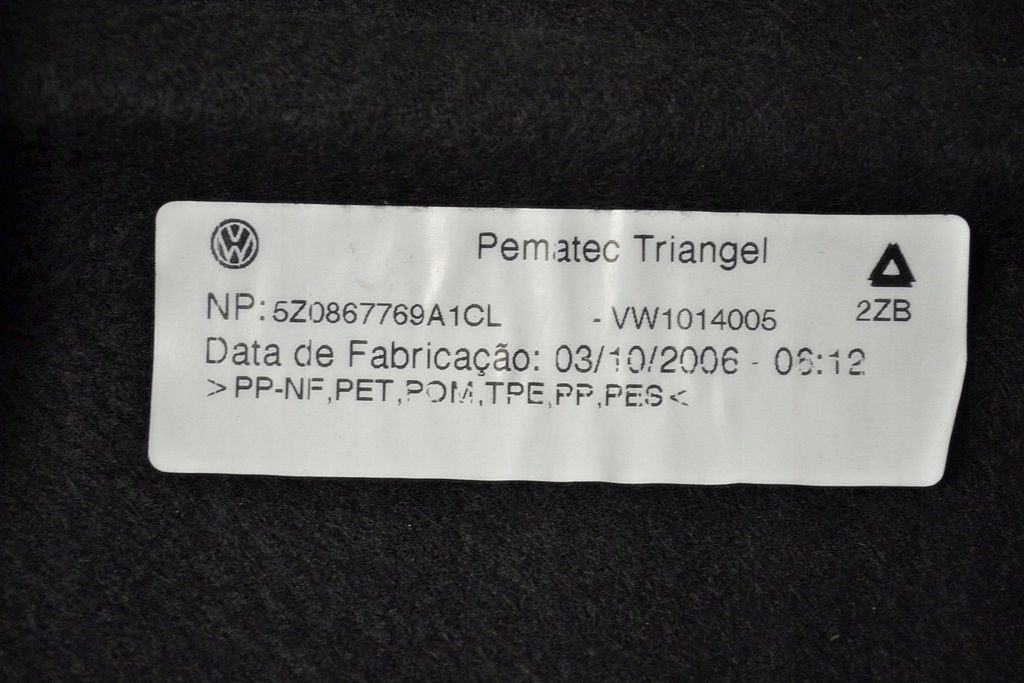 Pematec Triangel
NP: 5Z0867769A1CL - VW1014005 2ZB
Data de Fabricação: 03/10/2006 - 06:12
>PP-NF,PET,POM,TPE,PP,PES<